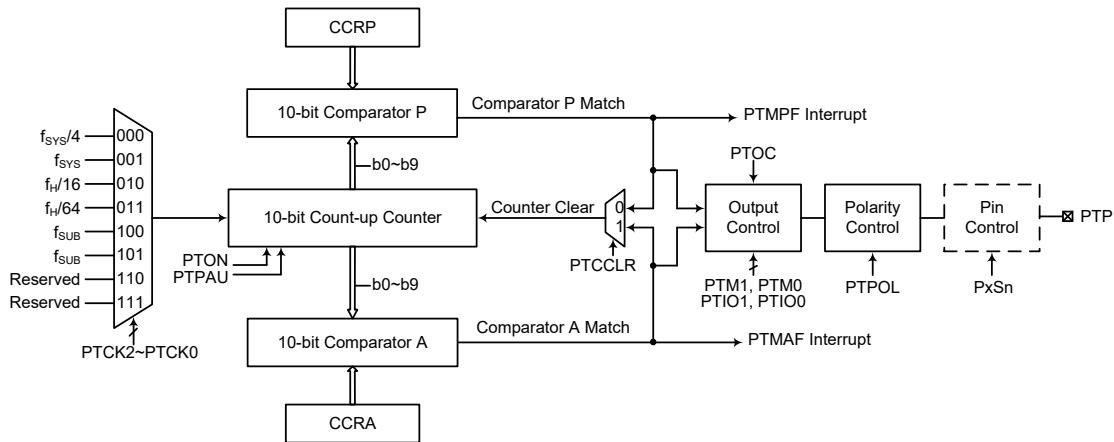 CCRP
10-bit Comparator P
Comparator P Match
PTMPF Interrupt
fSYS/4 000
fSYS 001
fH/16 010
fH/64 011
fSUB 100
fSUB 101
Reserved 110
Reserved 111
PTCK2~PTCK0
b0~b9
10-bit Count-up Counter
PTON
PTPAU
Counter Clear
0
1
PTCCLR
PTOC
Output
Control
PTM1, PTM0
PTIO1, PTIO0
Polarity
Control
PTPOL
Pin
Control
PxSn
PTP
b0~b9
10-bit Comparator A
Comparator A Match
PTMAF Interrupt
CCRA